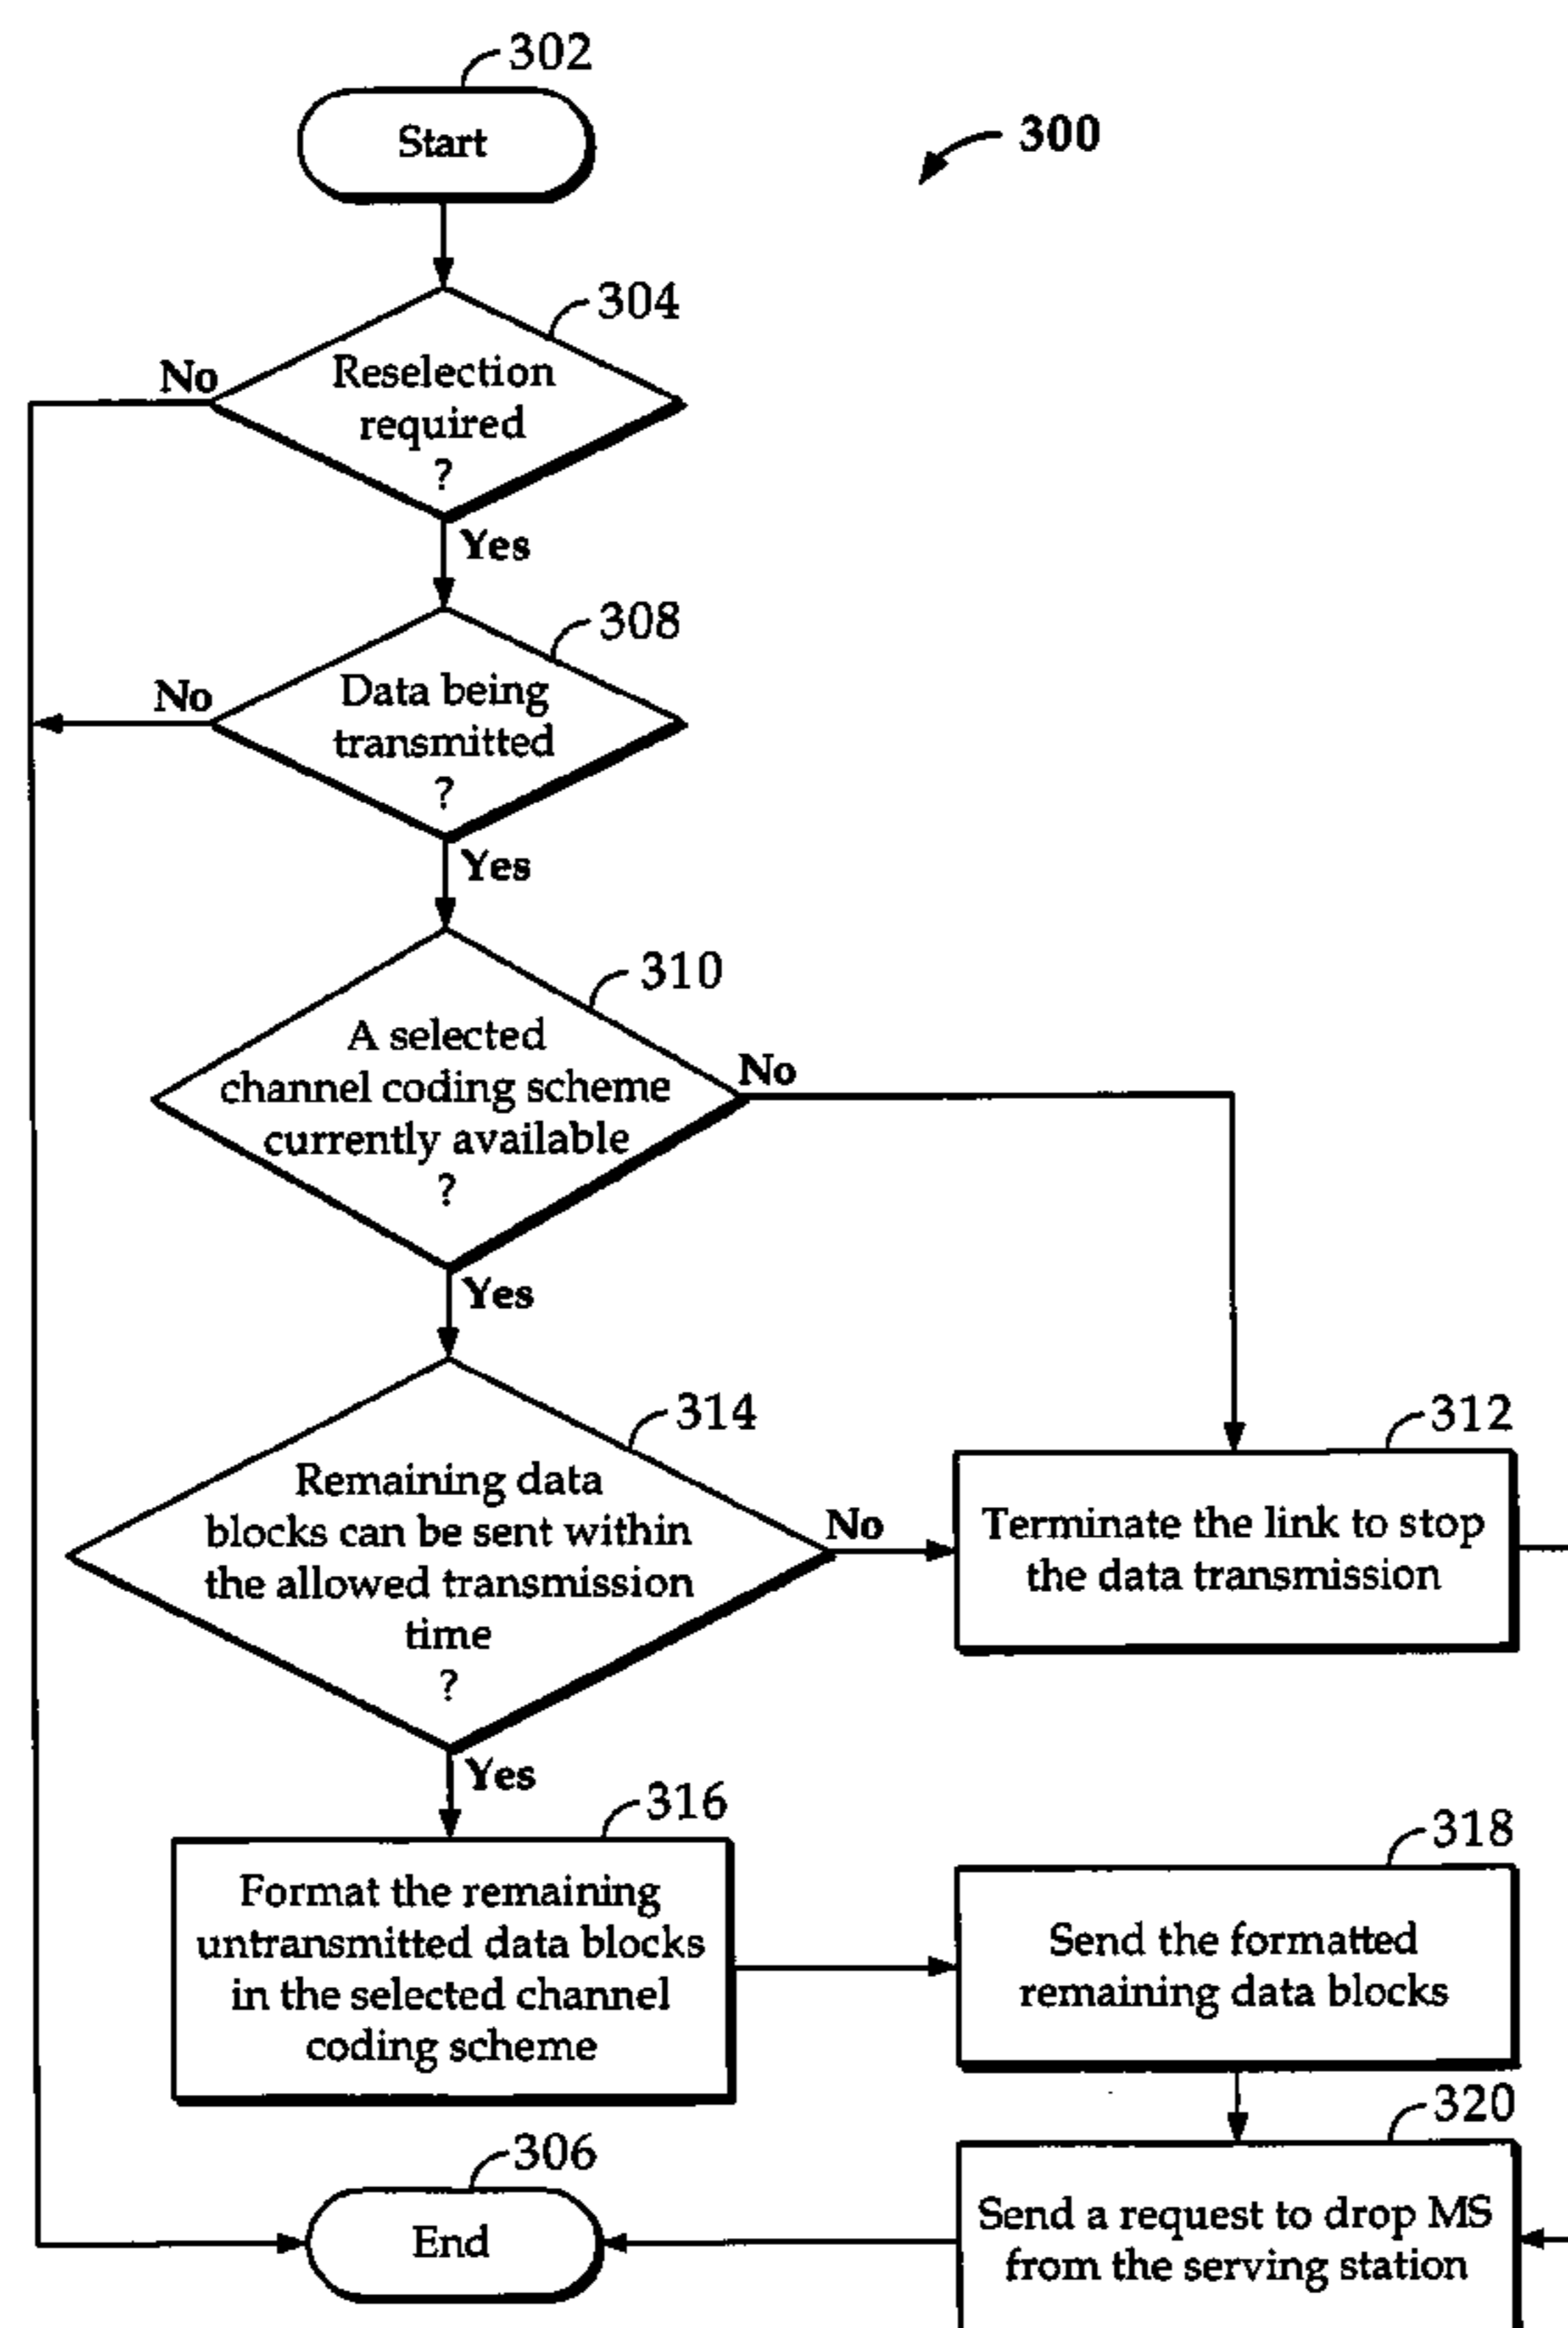 302
Start
300
304
No
Reselection
required
?
Yes
308
No
Data being
transmitted
?
Yes
310
A selected
channel coding scheme
currently available
?
No
Yes
314
Remaining data
blocks can be sent within
the allowed transmission
time
?
No
312
Terminate the link to stop
the data transmission
Yes
316
Format the remaining
untransmitted data blocks
in the selected channel
coding scheme
318
Send the formatted
remaining data blocks
320
Send a request to drop MS
from the serving station
306
End